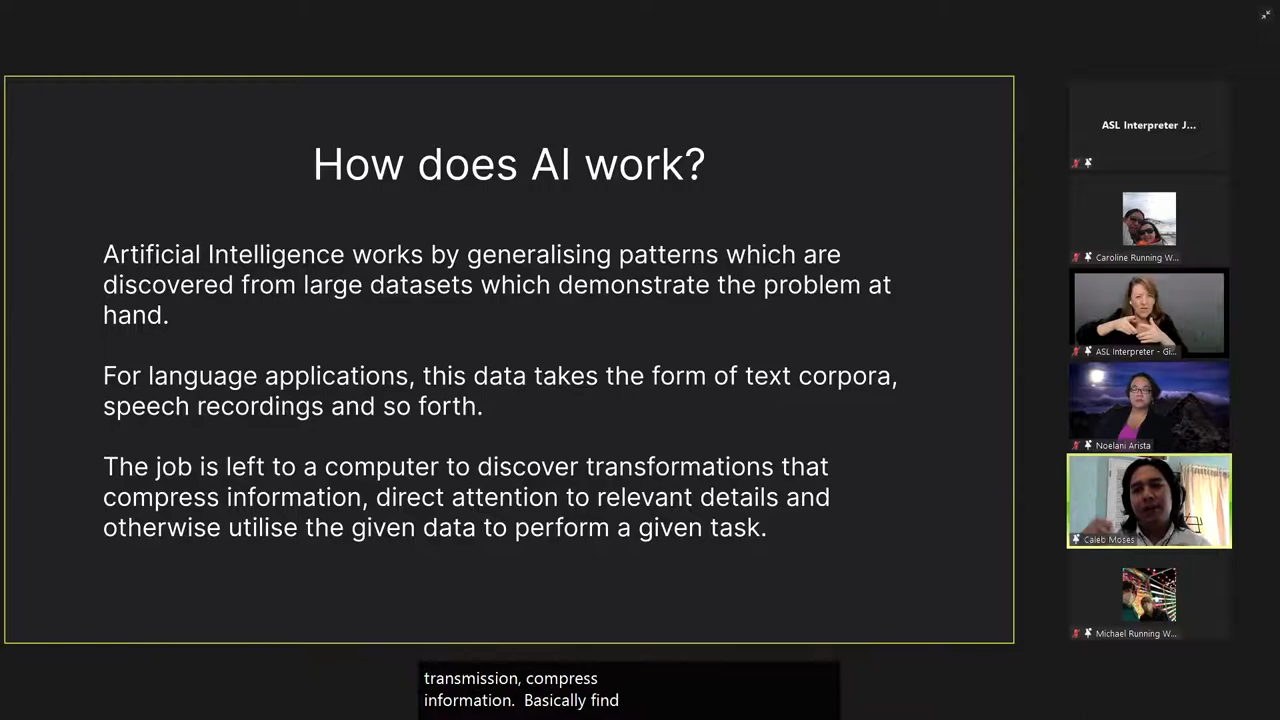 How does AI work?
Artificial Intelligence works by generalising patterns which are
discovered from large datasets which demonstrate the problem at
hand.
For language applications, this data takes the form of text corpora,
speech recordings and so forth.
The job is left to a computer to discover transformations that
compress information, direct attention to relevant details and
otherwise utilise the given data to perform a given task.
ASL Interpreter J...
Caroline Running W...
ASL Interpreter - Gi...
Noelani Arista
Caleb Moses
Michael Running W...
transmission, compress
information.  Basically find